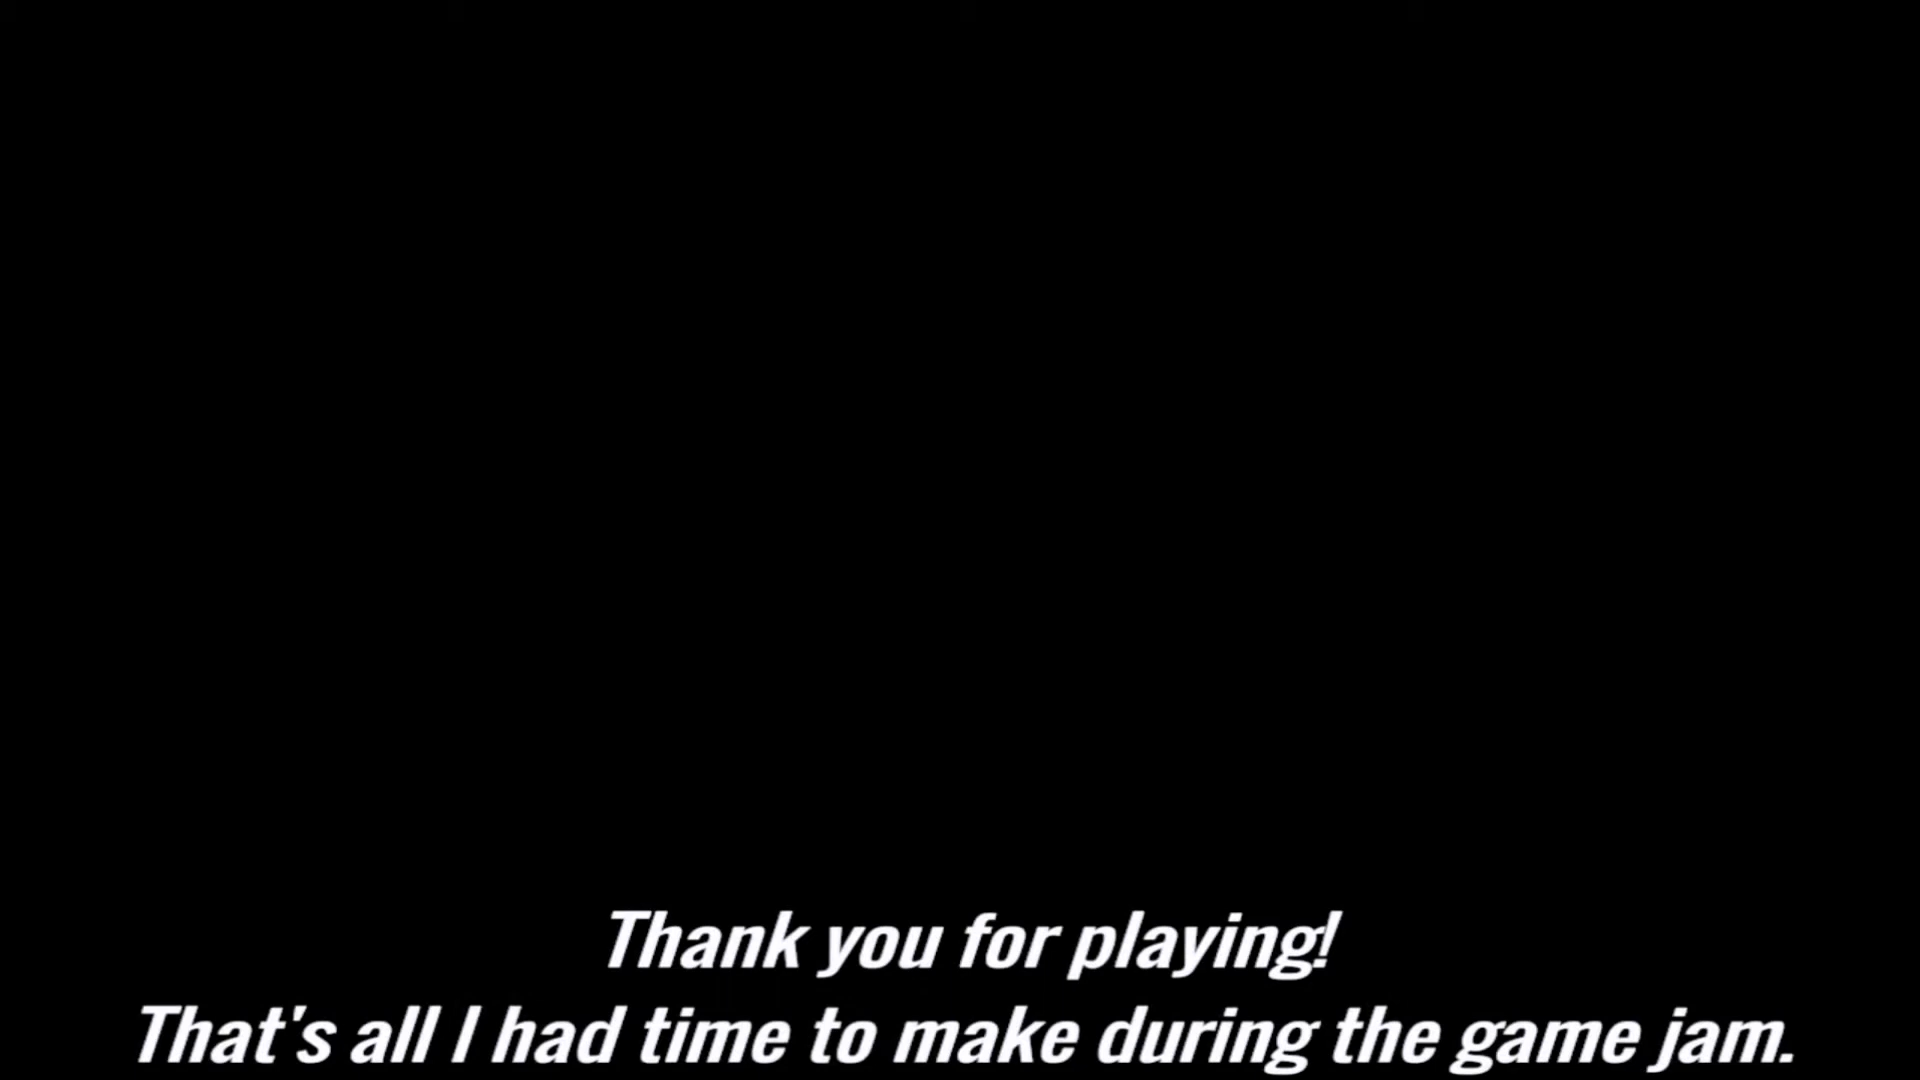 Thank you for playing!
That's all I had time to make during the game jam.